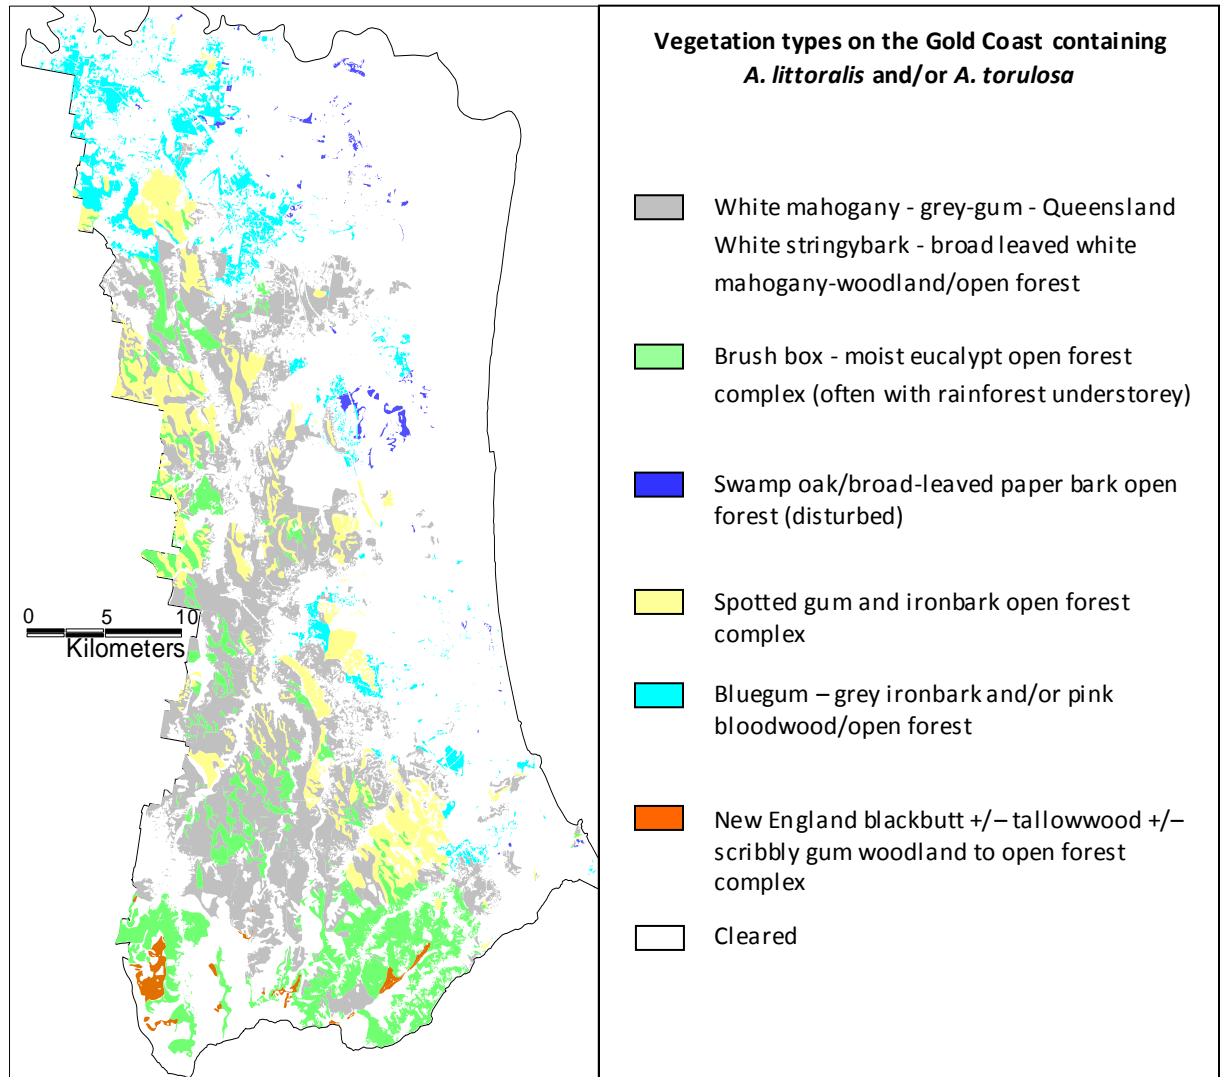 Vegetation types on the Gold Coast containing
A. littoralis and/or A. torulosa
White mahogany - grey-gum - Queensland
White stringybark - broad leaved white
mahogany-woodland/open forest
Brush box - moist eucalypt open forest
complex (often with rainforest understorey)
Swamp oak/broad-leaved paper bark open
forest (disturbed)
Spotted gum and ironbark open forest
complex
Bluegum – grey ironbark and/or pink
bloodwood/open forest
New England blackbutt +/– tallowwood +/–
scribbly gum woodland to open forest
complex
Cleared
0 5 10
Kilometers